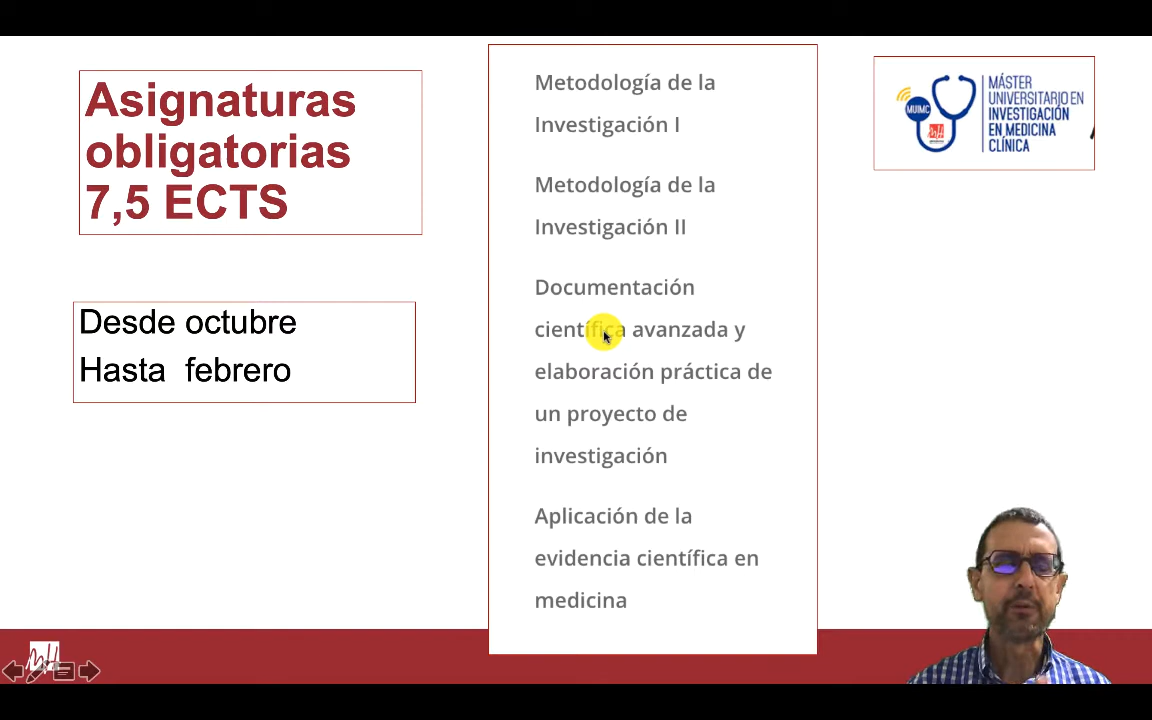 Asignaturas
obligatorias
7,5 ECTS
Desde octubre
Hasta febrero
Metodología de la
Investigación I
Metodología de la
Investigación II
Documentación
científica avanzada y
elaboración práctica de
un proyecto de
investigación
Aplicación de la
evidencia científica en
medicina
MUIMC
MÁSTER
UNIVERSITARIO EN
INVESTIGACIÓN
EN MEDICINA
CLÍNICA